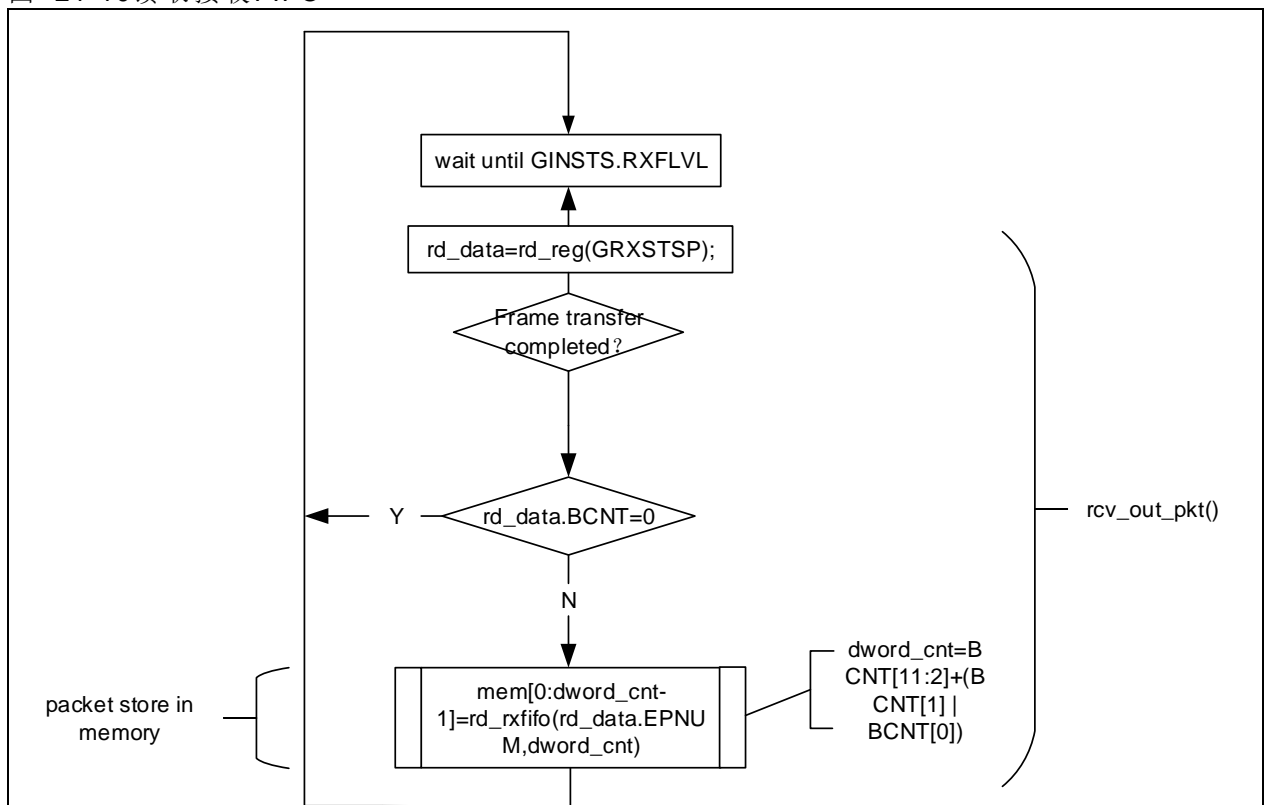 wait until GINSTS.RXFLVL
rd_data=rd_reg(GRXSTSP);
Frame transfer
completed？
Y
rd_data.BCNT=0
rcv_out_pkt()
N
packet store in
memory
mem[0:dword_cnt-
1]=rd_rxfifo(rd_data.EPNU
M,dword_cnt)
dword_cnt=B
CNT[11:2]+(B
CNT[1] |
BCNT[0])